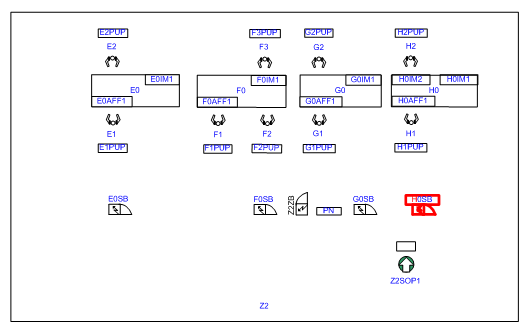 E2PUP F3PUP G2PUP H2PUP
E2 F3 G2 H2
E0IM1 F0IM1 G0IM1 H0IM2 H0IM1
E0 F0 G0 H0
E0AFF1 F0AFF1 G0AFF1 H0AFF1
E1 F1 F2 G1 H1
E1PUP F1PUP F2PUP G1PUP H1PUP
E0SB F0SB Z2ZB G0SB H0SB
PN
Z2SOP1
Z2